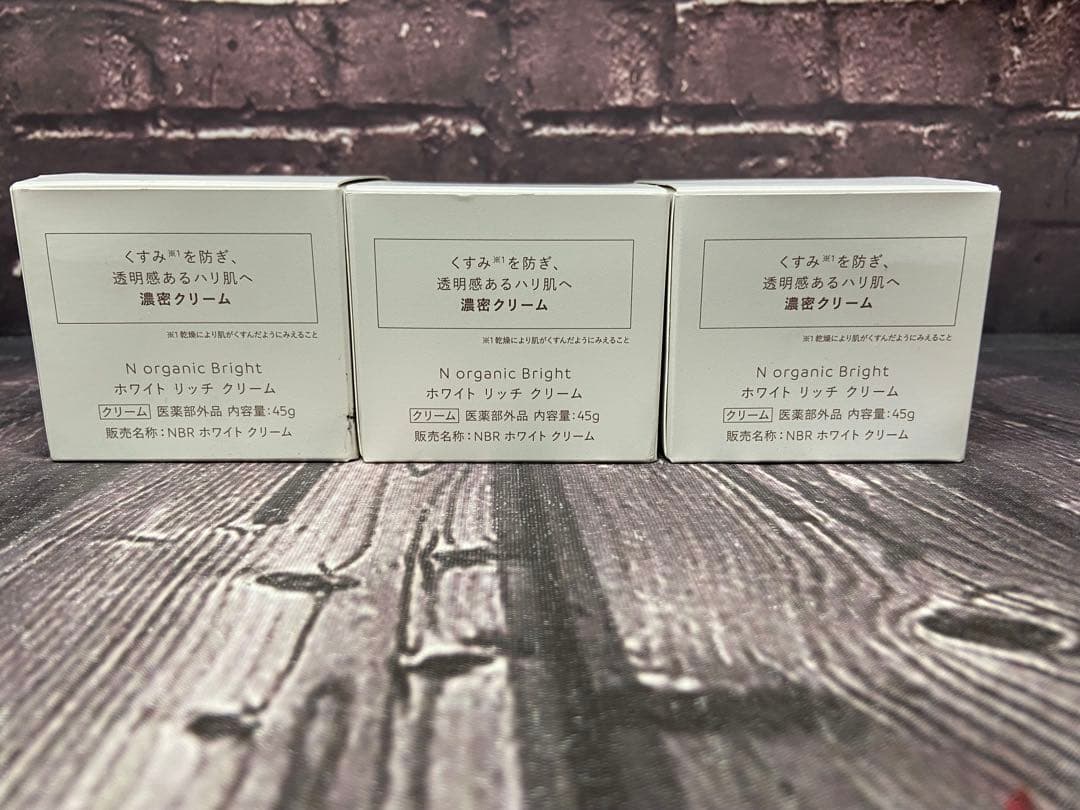 くすみ※1を防ぎ、
透明感あるハリ肌へ
濃密クリーム
※1 乾燥により肌がくすんだようにみえること
N organic Bright
ホワイト リッチ クリーム
クリーム 医薬部外品 内容量:45g
販売名称:NBR ホワイト クリーム
くすみ※1を防ぎ、
透明感あるハリ肌へ
濃密クリーム
※1 乾燥により肌がくすんだようにみえること
N organic Bright
ホワイト リッチ クリーム
クリーム 医薬部外品 内容量:45g
販売名称:NBR ホワイト クリーム
くすみ※1を防ぎ、
透明感あるハリ肌へ
濃密クリーム
※1 乾燥により肌がくすんだようにみえること
N organic Bright
ホワイト リッチ クリーム
クリーム 医薬部外品 内容量:45g
販売名称:NBR ホワイト クリーム